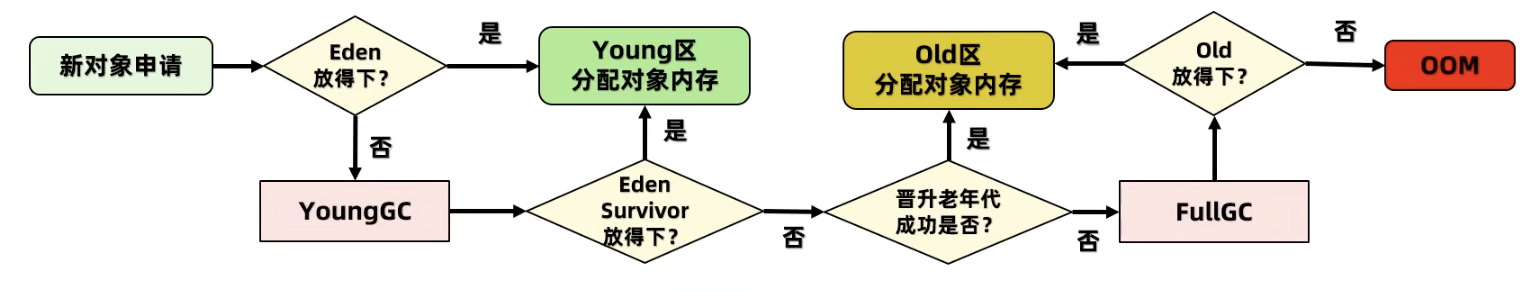 新对象申请
Eden
放得下？
是
Young区
分配对象内存
Old区
分配对象内存
是
Old
放得下？
否
OOM
否
是
是
YoungGC
Eden
Survivor
放得下？
否
晋升老年代
成功是否？
否
FullGC